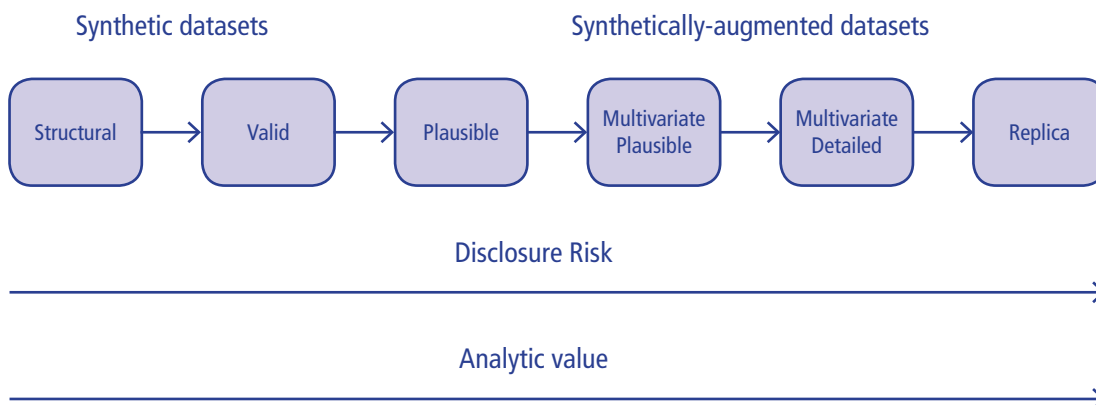 Synthetic datasets
Synthetically-augmented datasets
Structural
Valid
Plausible
Multivariate
Plausible
Multivariate
Detailed
Replica
Disclosure Risk
Analytic value